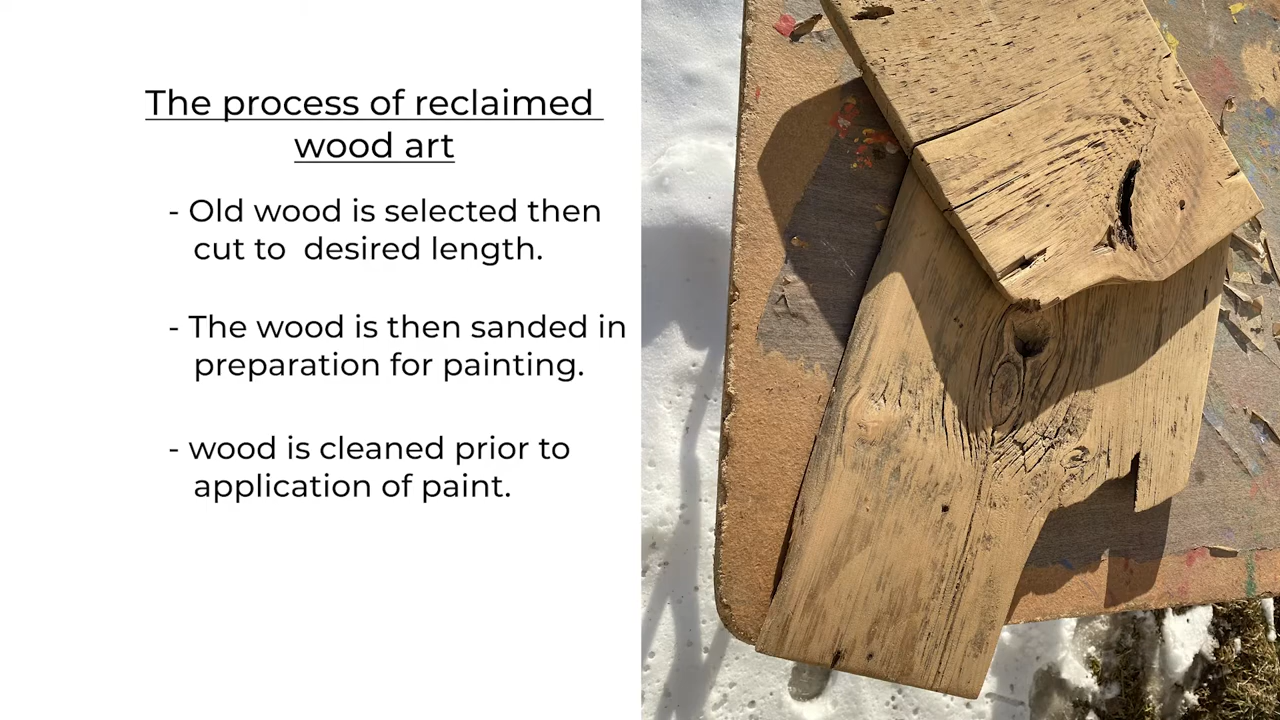 The process of reclaimed
wood art
- Old wood is selected then
cut to  desired length.
- The wood is then sanded in
preparation for painting.
- wood is cleaned prior to
application of paint.